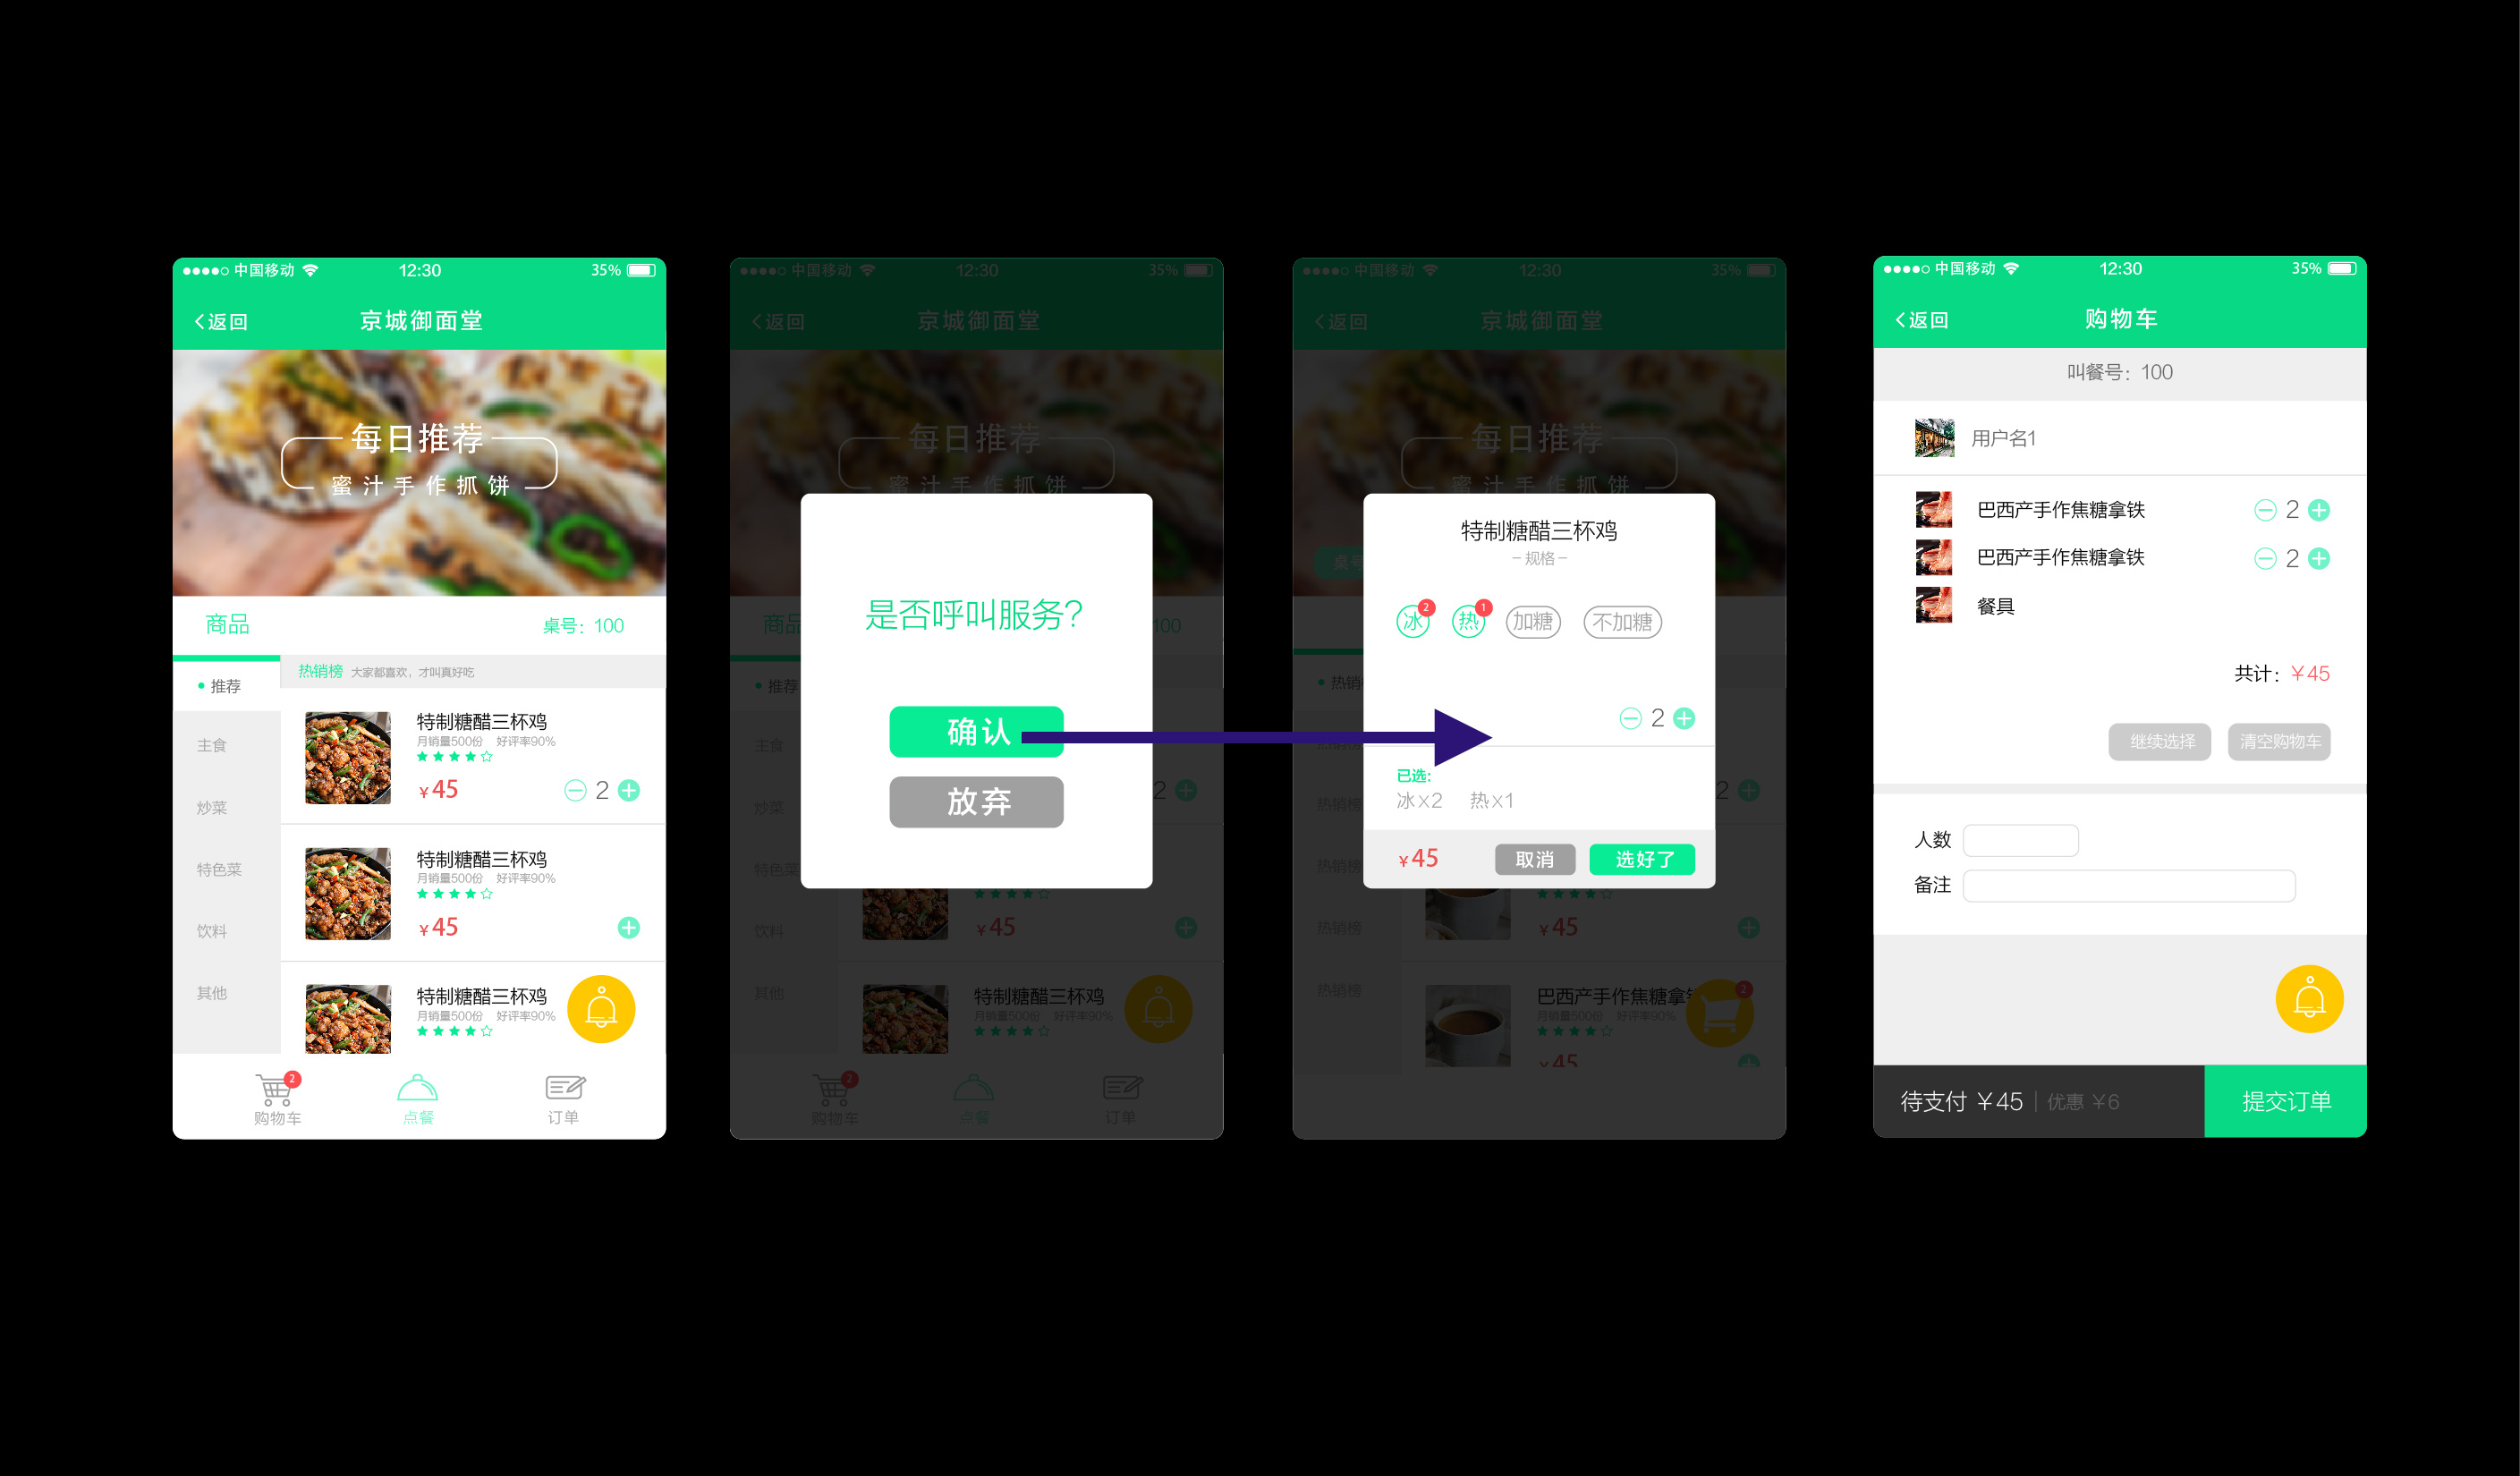 中国移动 12:30 35%
返回 京城御面堂
每日推荐
蜜汁手作抓饼
商品 桌号：100
推荐
热销榜 大家都喜欢，才叫真好吃
主食
炒菜
特色菜
饮料
其他
特制糖醋三杯鸡
月销量500份 好评率90%
¥45 2
特制糖醋三杯鸡
月销量500份 好评率90%
¥45
特制糖醋三杯鸡
月销量500份 好评率90%
2
购物车 点餐 订单
中国移动 12:30 35%
返回 京城御面堂
每日推荐
蜜汁手作抓饼
商品 100
推荐
主食
炒菜
特色菜
饮料
其他
是否呼叫服务？
确认
放弃
2
¥45
特制糖醋三杯鸡
月销量500份 好评率90%
2
购物车 点餐 订单
中国移动 12:30 35%
返回 京城御面堂
每日推荐
蜜汁手作抓饼
桌号
热销
热销榜
热销榜
热销榜
热销榜
特制糖醋三杯鸡
－规格－
冰 2 热 1 加糖 不加糖
2
已选：
冰X2 热X1
¥45 取消 选好了
2
¥45
巴西产手作焦糖拿
月销量500份 好评率90%
2
¥45
中国移动 12:30 35%
返回 购物车
叫餐号：100
用户名1
巴西产手作焦糖拿铁 2
巴西产手作焦糖拿铁 2
餐具
共计：¥45
继续选择 清空购物车
人数
备注
待支付 ¥45 | 优惠 ¥6 提交订单